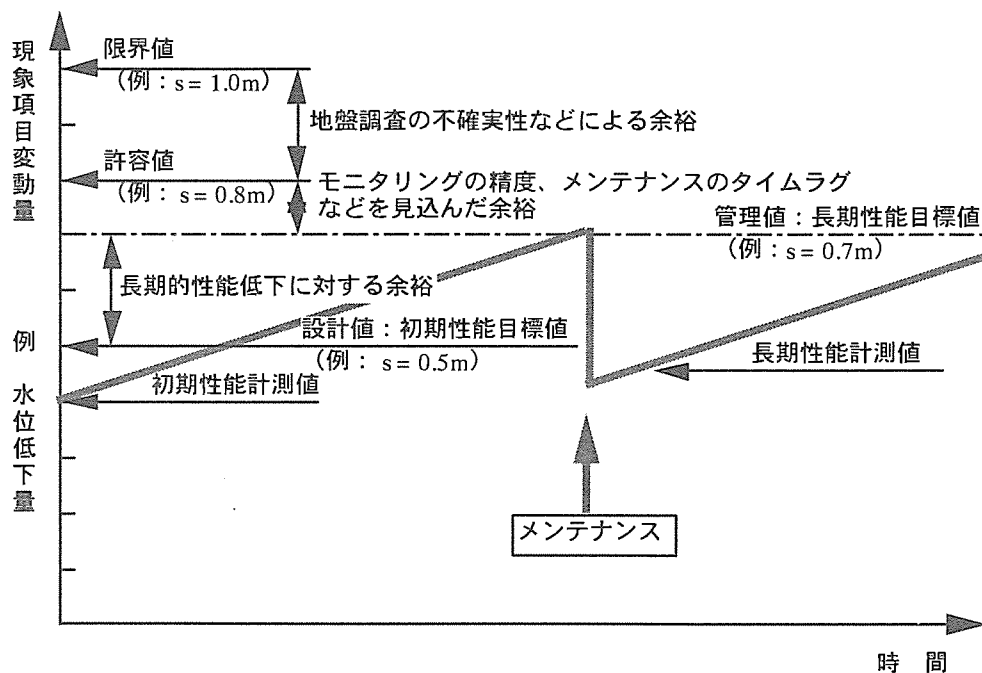 現象項目変動量
例
水位低下量
限界値
（例：s＝1.0m）
地盤調査の不確実性などによる余裕
許容値
（例：s＝0.8m）
モニタリングの精度、メンテナンスのタイムラグ
などを見込んだ余裕
管理値：長期性能目標値
（例：s＝0.7m）
長期的性能低下に対する余裕
設計値：初期性能目標値
（例：s＝0.5m）
長期性能計測値
初期性能計測値
メンテナンス
時　間